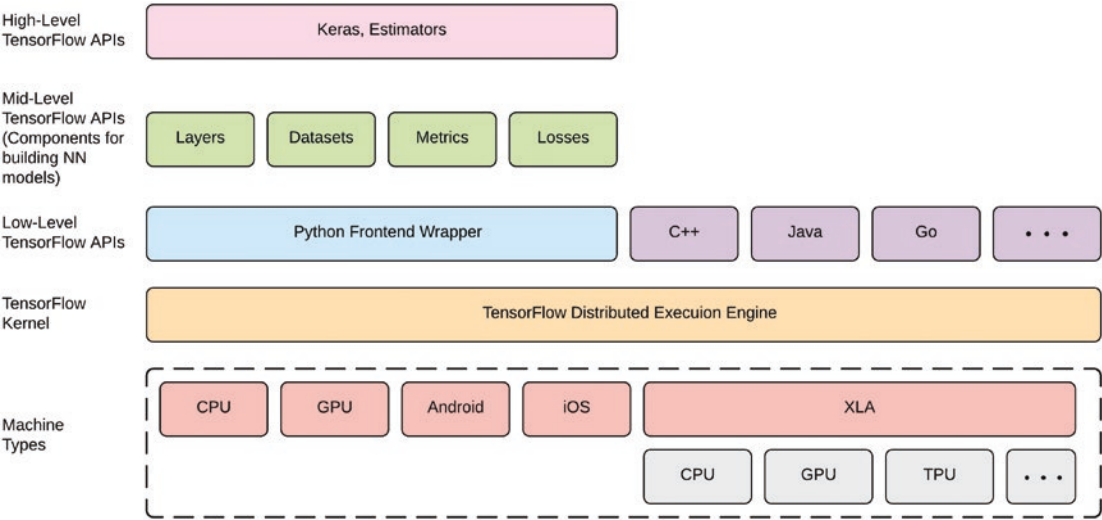 High-Level
TensorFlow APIs
Keras, Estimators
Mid-Level
TensorFlow APIs
(Components for
building NN
models)
Layers
Datasets
Metrics
Losses
Low-Level
TensorFlow APIs
Python Frontend Wrapper
C++
Java
Go
• • •
TensorFlow
Kernel
TensorFlow Distributed Execuion Engine
Machine
Types
CPU
GPU
Android
iOS
XLA
CPU
GPU
TPU
• • •